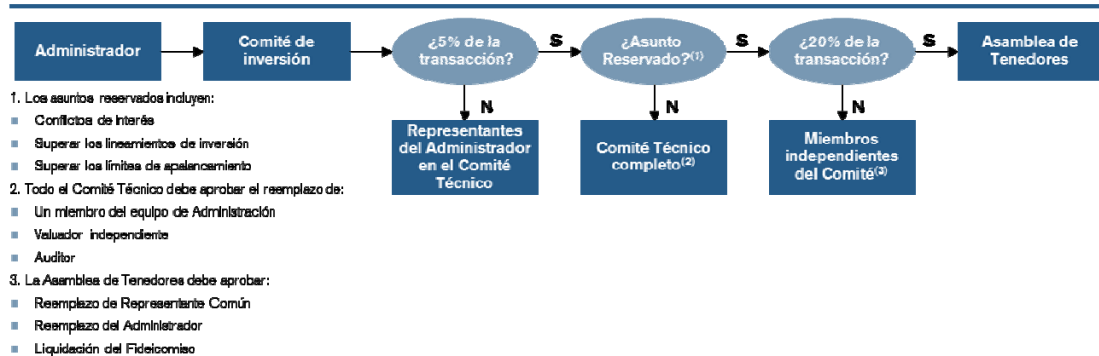 Administrador
Comité de
inversión
¿5% de la
transacción?
S
¿Asunto
Reservado?(1)
S
¿20% de la
transacción?
S
Asamblea de
Tenedores
N
N
N
Representantes
del Administrador
en el Comité
Técnico
Comité Técnico
completo(2)
Miembros
independientes
del Comité(3)
1. Los asuntos reservados incluyen:
Conflictos de interés
Superar los lineamientos de inversión
Superar los límites de apalancamiento
2. Todo el Comité Técnico debe aprobar el reemplazo de:
Un miembro del equipo de Administración
Valuador independiente
Auditor
3. La Asamblea de Tenedores debe aprobar:
Reemplazo de Representante Común
Reemplazo del Administrador
Liquidación del Fideicomiso